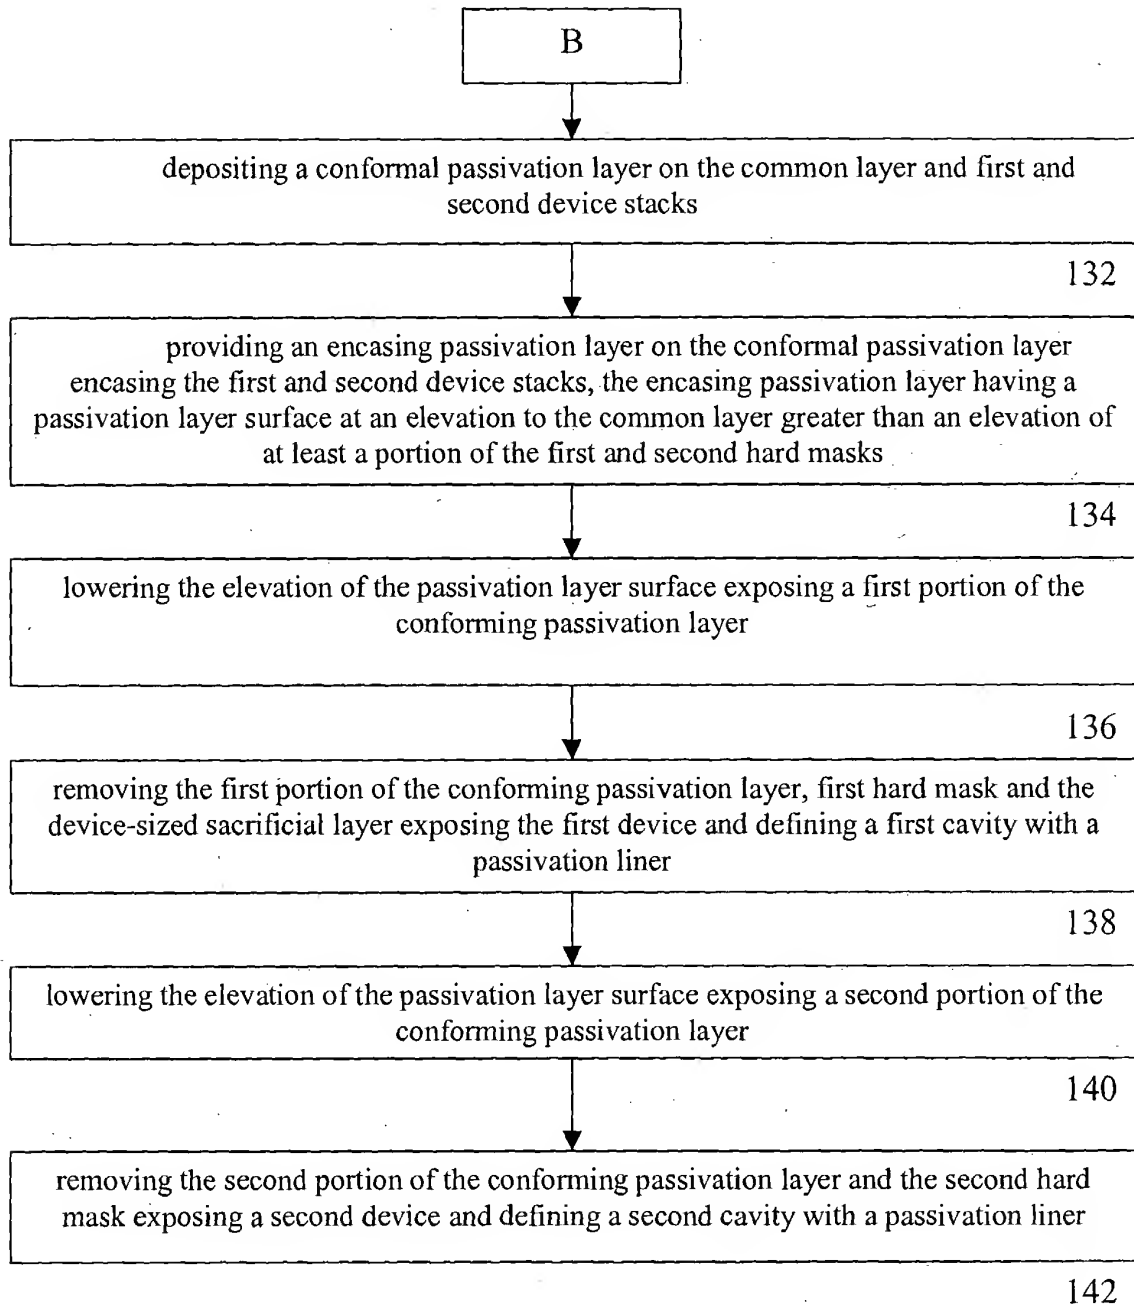 B
depositing a conformal passivation layer on the common layer and first and
second device stacks
132
providing an encasing passivation layer on the conformal passivation layer
encasing the first and second device stacks, the encasing passivation layer having a
passivation layer surface at an elevation to the common layer greater than an elevation of
at least a portion of the first and second hard masks
134
lowering the elevation of the passivation layer surface exposing a first portion of the
conforming passivation layer
136
removing the first portion of the conforming passivation layer, first hard mask and the
device-sized sacrificial layer exposing the first device and defining a first cavity with a
passivation liner
138
lowering the elevation of the passivation layer surface exposing a second portion of the
conforming passivation layer
140
removing the second portion of the conforming passivation layer and the second hard
mask exposing a second device and defining a second cavity with a passivation liner
142